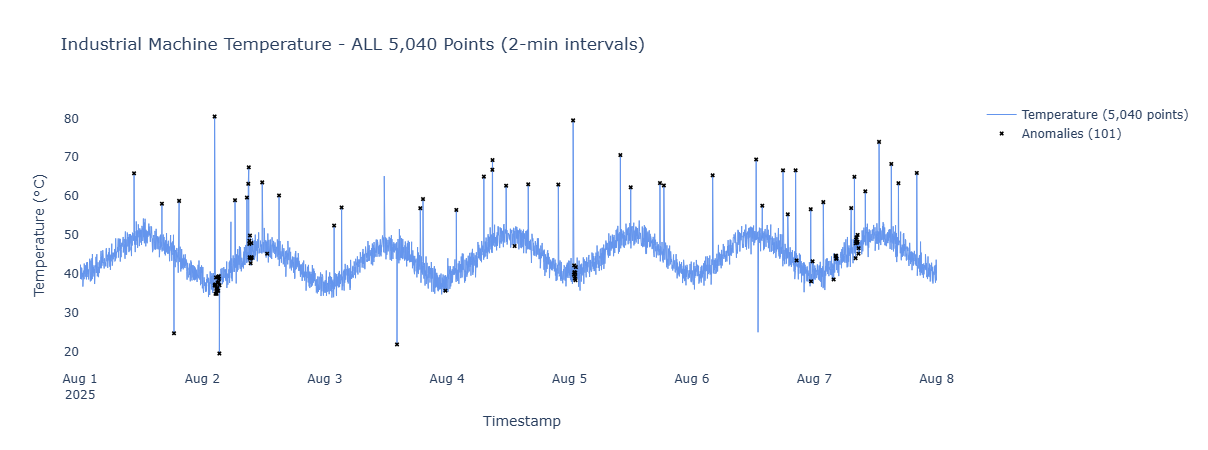 Industrial Machine Temperature - ALL 5,040 Points (2-min intervals)
Temperature (5,040 points)
Anomalies (101)
Temperature (°C)
80
70
60
50
40
30
20
Aug 1 Aug 2 Aug 3 Aug 4 Aug 5 Aug 6 Aug 7 Aug 8
2025
Timestamp